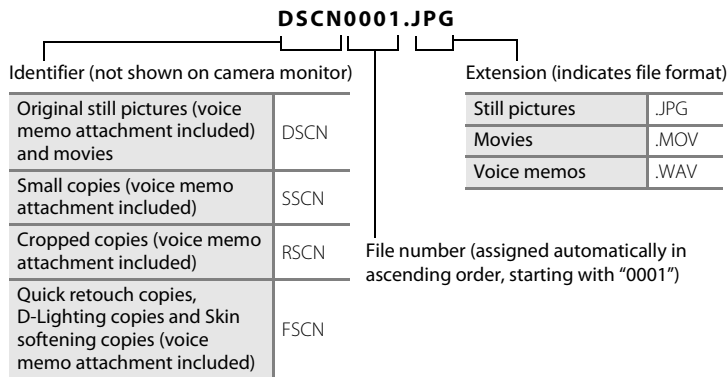 DSCN0001.JPG
Identifier (not shown on camera monitor)
Original still pictures (voice
memo attachment included)
and movies
DSCN
Small copies (voice memo
attachment included)
SSCN
Cropped copies (voice memo
attachment included)
RSCN
Quick retouch copies,
D-Lighting copies and Skin
softening copies (voice
memo attachment included)
FSCN
Extension (indicates file format)
Still pictures
.JPG
Movies
.MOV
Voice memos
.WAV
File number (assigned automatically in
ascending order, starting with “0001”)